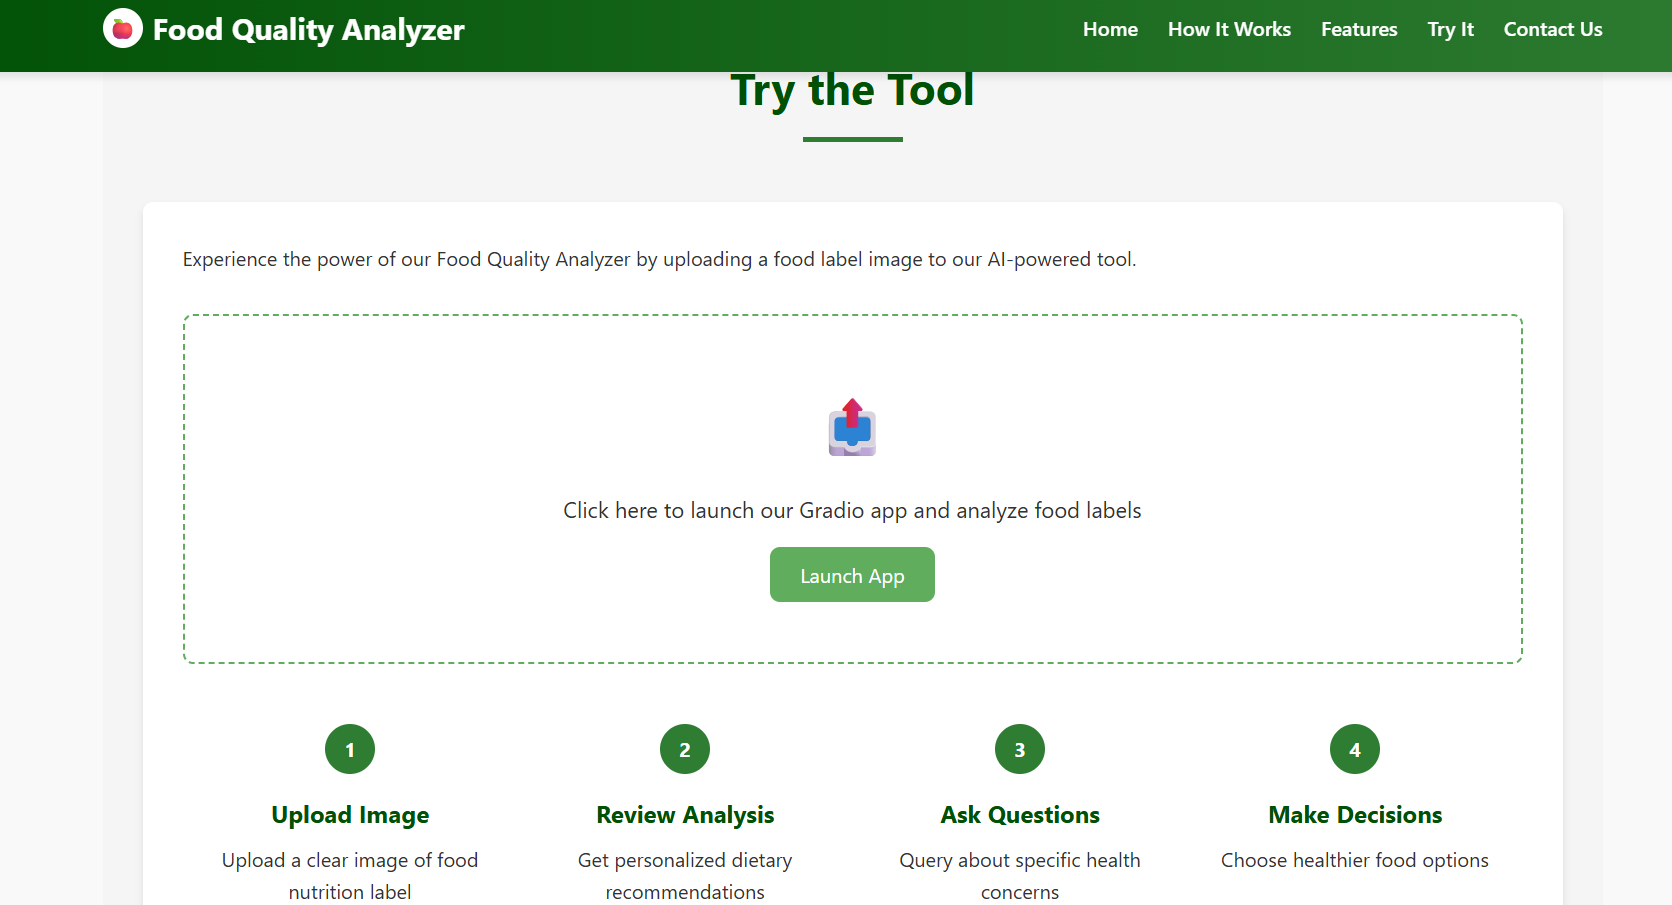 Food Quality Analyzer
Home
How It Works
Features
Try It
Contact Us
Try the Tool
Experience the power of our Food Quality Analyzer by uploading a food label image to our AI-powered tool.
Click here to launch our Gradio app and analyze food labels
Launch App
1
Upload Image
Upload a clear image of food
nutrition label
2
Review Analysis
Get personalized dietary
recommendations
3
Ask Questions
Query about specific health
concerns
4
Make Decisions
Choose healthier food options